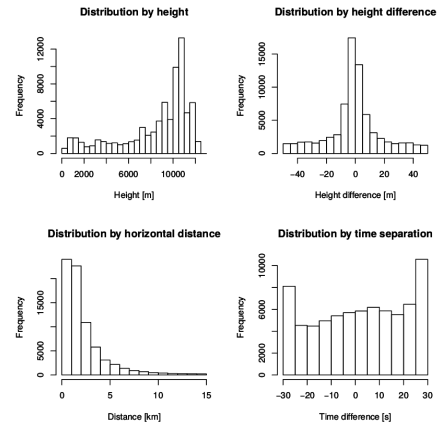 Distribution by height
Frequency
0 4000 8000 12000
0 2000 6000 10000
Height [m]
Distribution by height difference
Frequency
0 5000 10000 15000
−40 −20 0 20 40
Height difference [m]
Distribution by horizontal distance
Frequency
0 5000 15000
0 5 10 15
Distance [km]
Distribution by time separation
Frequency
0 2000 6000 10000
−30 −20 −10 0 10 20 30
Time difference [s]